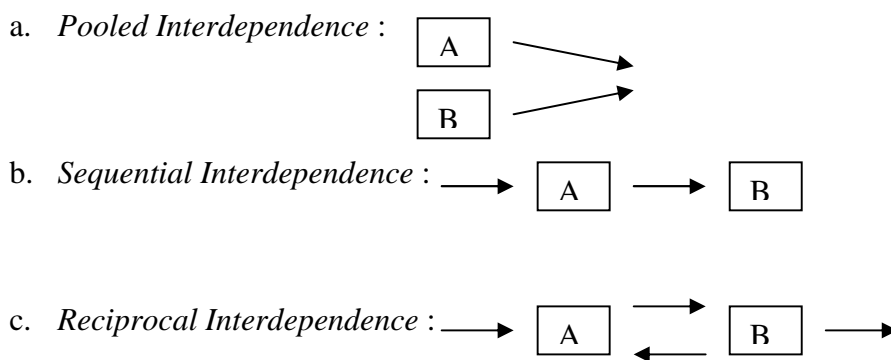 a. Pooled Interdependence : A
B
b. Sequential Interdependence : A B
c. Reciprocal Interdependence : A B